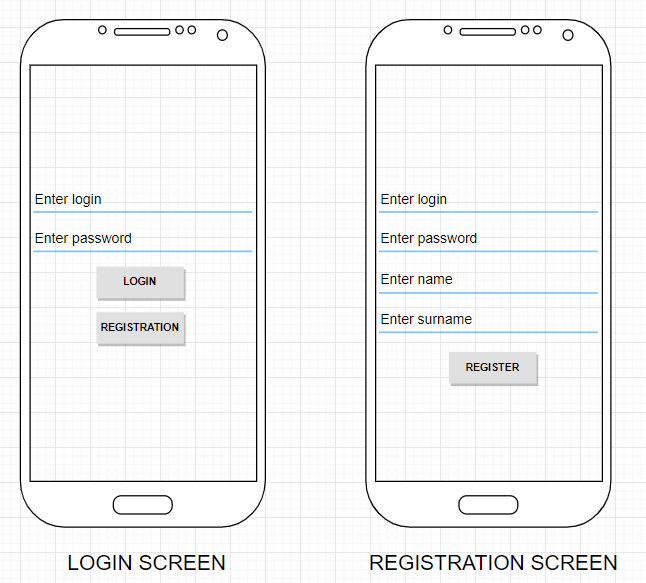 Enter login
Enter password
LOGIN
REGISTRATION
LOGIN SCREEN
Enter login
Enter password
Enter name
Enter surname
REGISTER
REGISTRATION SCREEN